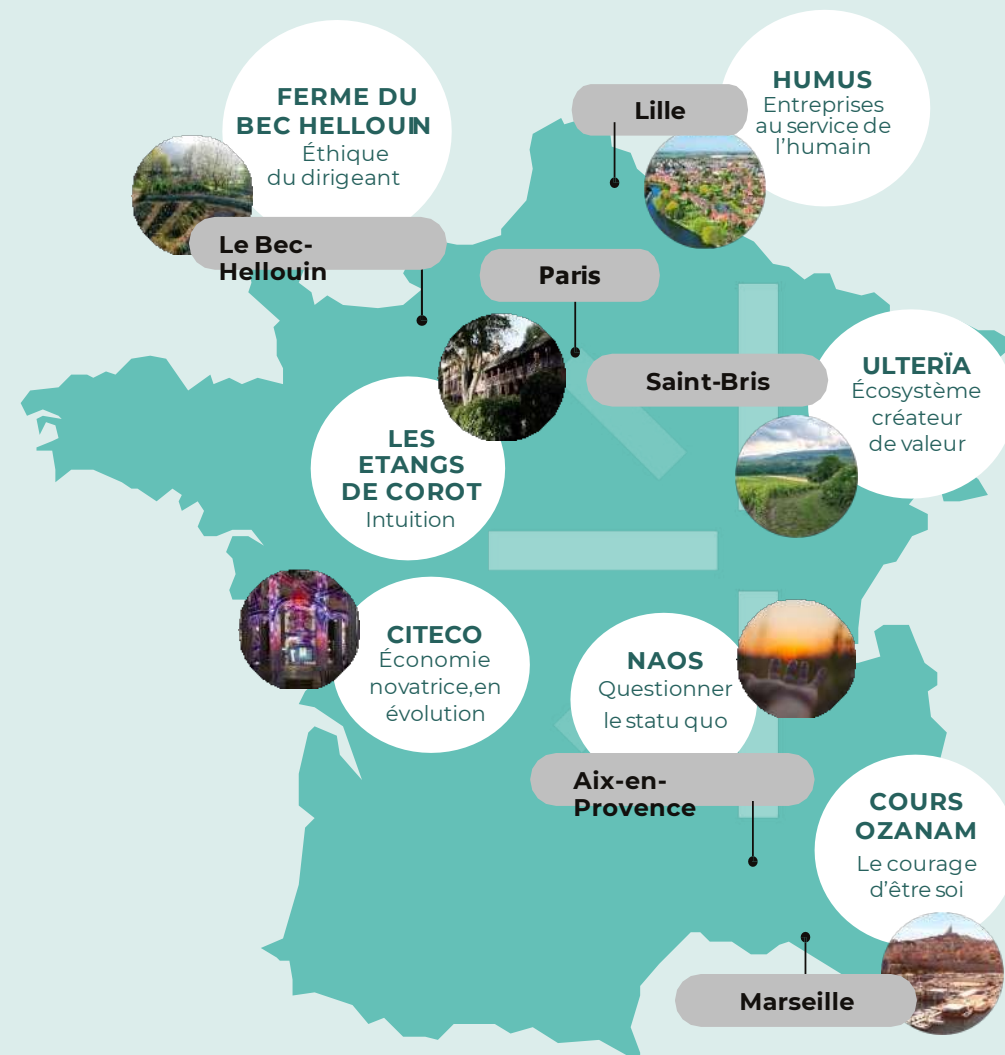 FERME DU
BEC HELLOUIN
Éthique
du dirigeant
Le Bec-
Hellouin
Lille
HUMUS
Entreprises
au service de
l'humain
Paris
Saint-Bris
ULTERÏA
Écosystème
créateur
de valeur
LES
ETANGS
DE COROT
Intuition
CITECO
Économie
novatrice,en
évolution
NAOS
Questionner
le statu quo
Aix-en-
Provence
COURS
OZANAM
Le courage
d'être soi
Marseille